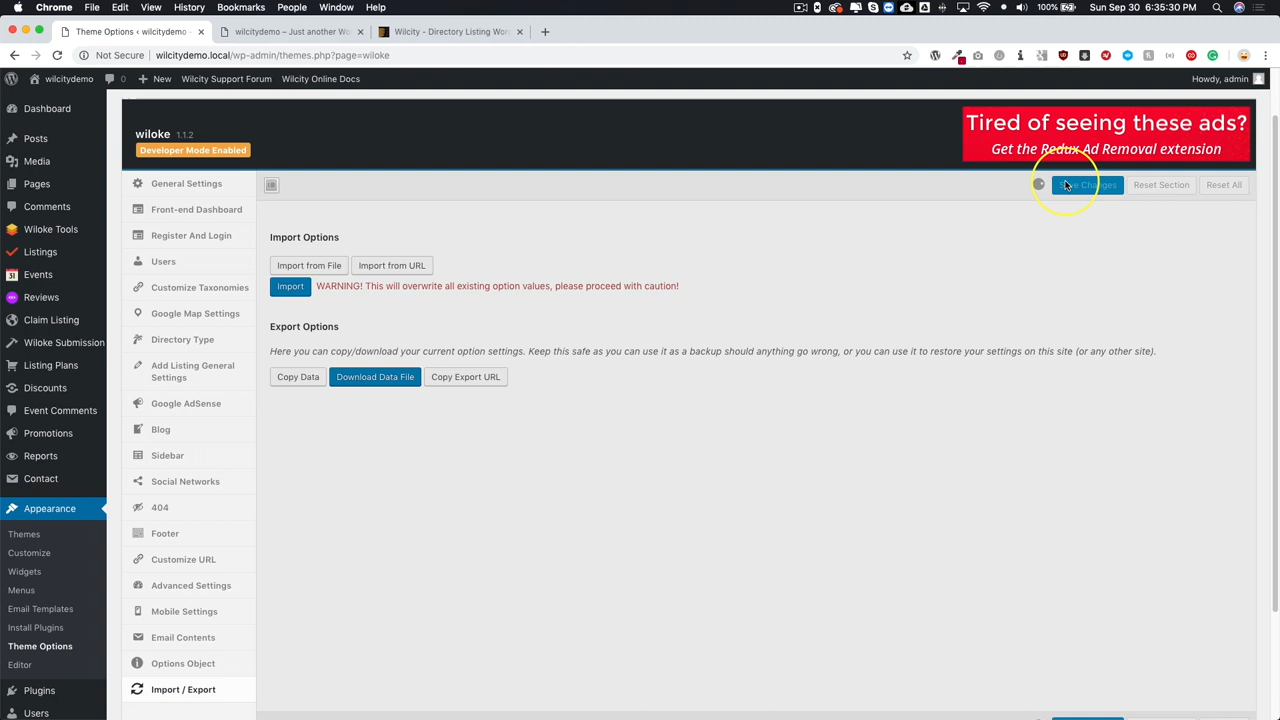 Chrome File Edit View History Bookmarks People Window Help
100% Sun Sep 30 6:35:30 PM
Theme Options ‹ wilcitydemo –
wilcitydemo – Just another Wo
Wilcity - Directory Listing Wor
Not Secure wilcitydemo.local/wp-admin/themes.php?page=wiloke
wilcitydemo 0 New Wilcity Support Forum Wilcity Online Docs Howdy, admin
Dashboard
Posts
Media
Pages
Comments
Wiloke Tools
Listings
31
Events
Reviews
Claim Listing
Wiloke Submission
Listing Plans
Discounts
Event Comments
Promotions
Reports
Contact
Appearance
Themes
Customize
Widgets
Menus
Email Templates
Install Plugins
Theme Options
Editor
Plugins
Users
wiloke 1.1.2
Developer Mode Enabled
Tired of seeing these ads?
Get the Redux Ad Removal extension
General Settings
Front-end Dashboard
Register And Login
Users
Customize Taxonomies
Google Map Settings
Directory Type
Add Listing General
Settings
Google AdSense
Blog
Sidebar
Social Networks
404
Footer
Customize URL
Advanced Settings
Mobile Settings
Email Contents
Options Object
Import / Export
Save Changes Reset Section Reset All
Import Options
Import from File Import from URL
Import WARNING! This will overwrite all existing option values, please proceed with caution!
Export Options
Here you can copy/download your current option settings. Keep this safe as you can use it as a backup should anything go wrong, or you can use it to restore your settings on this site (or any other site).
Copy Data Download Data File Copy Export URL